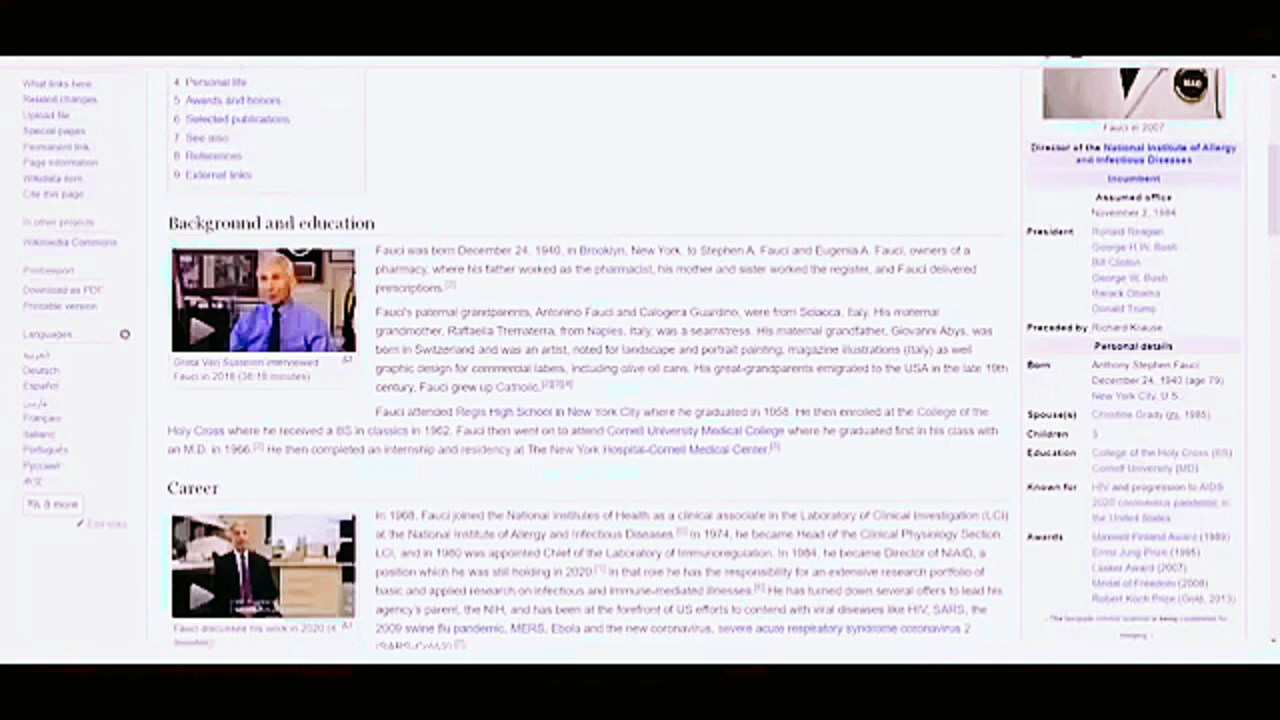 What links here
Related changes
Upload file
Special pages
Permanent link
Page information
Wikidata item
Cite this page
In other projects
Wikimedia Commons
Print/export
Download as PDF
Printable version
Languages
العربية
Deutsch
Español
فارسی
Français
Italiano
Português
Русский
中文
8 more
Edit links
4 Personal life
5 Awards and honors
6 Selected publications
7 See also
8 References
9 External links
Background and education
Greta Van Susteren interviewed
Fauci in 2018
Fauci was born December 24, 1940, in Brooklyn, New York, to Stephen A. Fauci and Eugenia A. Fauci, owners of a
pharmacy, where his father worked as the pharmacist, his mother and sister worked the register, and Fauci delivered
prescriptions.[2]
Fauci's paternal grandparents, Antonino Fauci and Calogera Guardino, were from Sciacca, Italy. His maternal
grandmother, Raffaella Trematerra, from Naples, Italy, was a seamstress. His maternal grandfather, Giovanni Abys, was
born in Switzerland and was an artist, noted for landscape and portrait painting, magazine illustrations (Italy) as well
graphic design for commercial labels, including olive oil cans. His great-grandparents emigrated to the USA in the late 19th
century. Fauci grew up Catholic.[2][3][4]
Fauci attended Regis High School in New York City where he graduated in 1958. He then enrolled at the College of the
Holy Cross where he received a BS in classics in 1962. Fauci then went on to attend Cornell University Medical College where he graduated first in his class with
an M.D. in 1966.[2] He then completed an internship and residency at The New York Hospital-Cornell Medical Center.[5]
Career
Fauci discusses his work in 2020 (4
In 1968, Fauci joined the National Institutes of Health as a clinical associate in the Laboratory of Clinical Investigation (LCI)
at the National Institute of Allergy and Infectious Diseases.[6] In 1974, he became Head of the Clinical Physiology Section,
LCI, and in 1980 was appointed Chief of the Laboratory of Immunoregulation. In 1984, he became Director of NIAID, a
position which he was still holding in 2020.[1] In that role he has the responsibility for an extensive research portfolio of
basic and applied research on infectious and immune-mediated illnesses.[6] He has turned down several offers to lead his
agency's parent, the NIH, and has been at the forefront of US efforts to contend with viral diseases like HIV, SARS, the
2009 swine flu pandemic, MERS, Ebola and the new coronavirus, severe acute respiratory syndrome coronavirus 2
Fauci in 2007
Director of the National Institute of Allergy
and Infectious Diseases
Incumbent
Assumed office
November 2, 1984
President Ronald Reagan
George H.W. Bush
Bill Clinton
George W. Bush
Barack Obama
Donald Trump
Preceded by Richard Krause
Personal details
Born Anthony Stephen Fauci
December 24, 1940 (age 79)
New York City, U.S.
Spouse(s) Christine Grady (m. 1985)
Children 3
Education College of the Holy Cross (BS)
Cornell University (MD)
Known for HIV and progression to AIDS
2020 coronavirus pandemic in
the United States
Awards Maxwell Finland Award (1989)
Ernst Jung Prize (1995)
Lasker Award (2007)
Medal of Freedom (2008)
Robert Koch Prize (Gold, 2013)